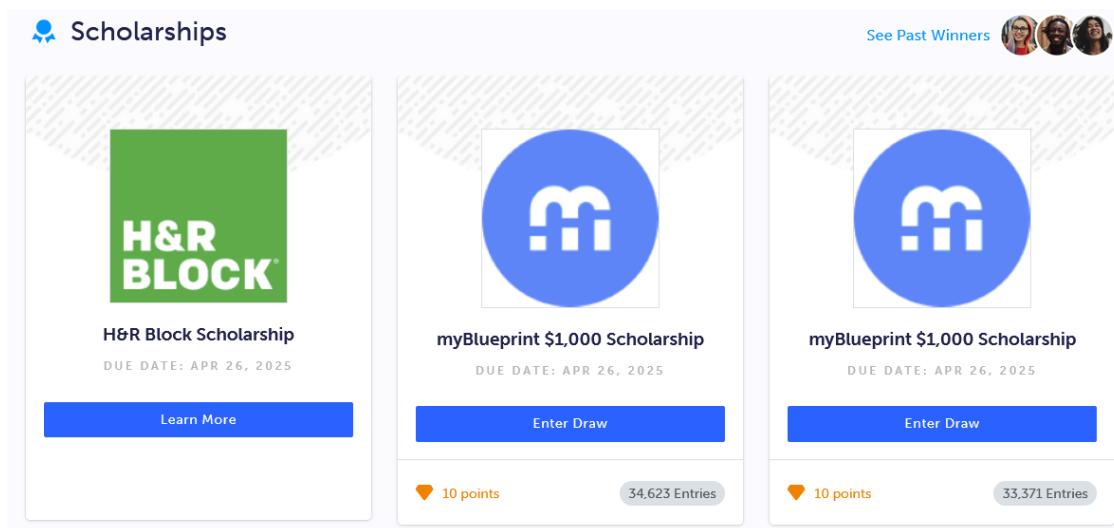 Scholarships
See Past Winners
H&R
BLOCK®
H&R Block Scholarship
DUE DATE: APR 26, 2025
Learn More
m
myBlueprint $1,000 Scholarship
DUE DATE: APR 26, 2025
Enter Draw
10 points
34,623 Entries
m
myBlueprint $1,000 Scholarship
DUE DATE: APR 26, 2025
Enter Draw
10 points
33,371 Entries